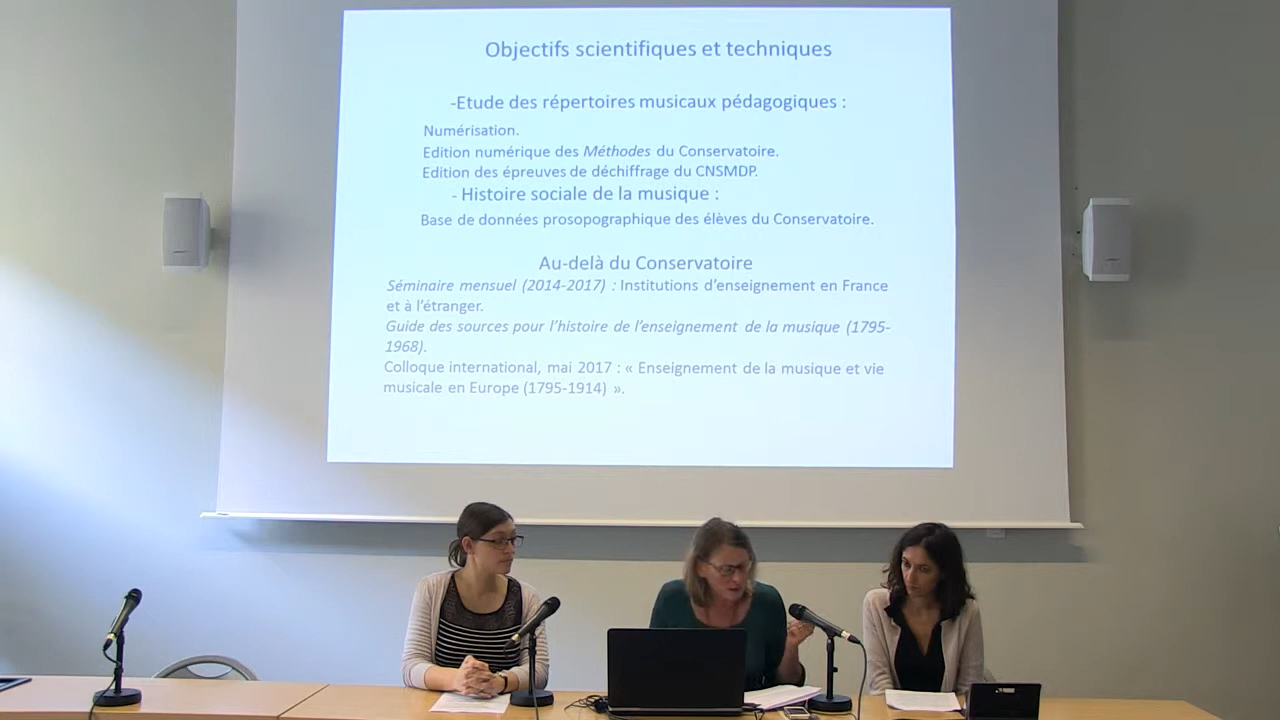 Objectifs scientifiques et techniques
-Etude des répertoires musicaux pédagogiques :
Numérisation.
Edition numérique des Méthodes du Conservatoire.
Edition des épreuves de déchiffrage du CNSMDP.
- Histoire sociale de la musique :
Base de données prosopographique des élèves du Conservatoire.
Au-delà du Conservatoire
Séminaire mensuel (2014-2017) : Institutions d’enseignement en France
et à l’étranger.
Guide des sources pour l’histoire de l’enseignement de la musique (1795-
1968).
Colloque international, mai 2017 : « Enseignement de la musique et vie
musicale en Europe (1795-1914) ».